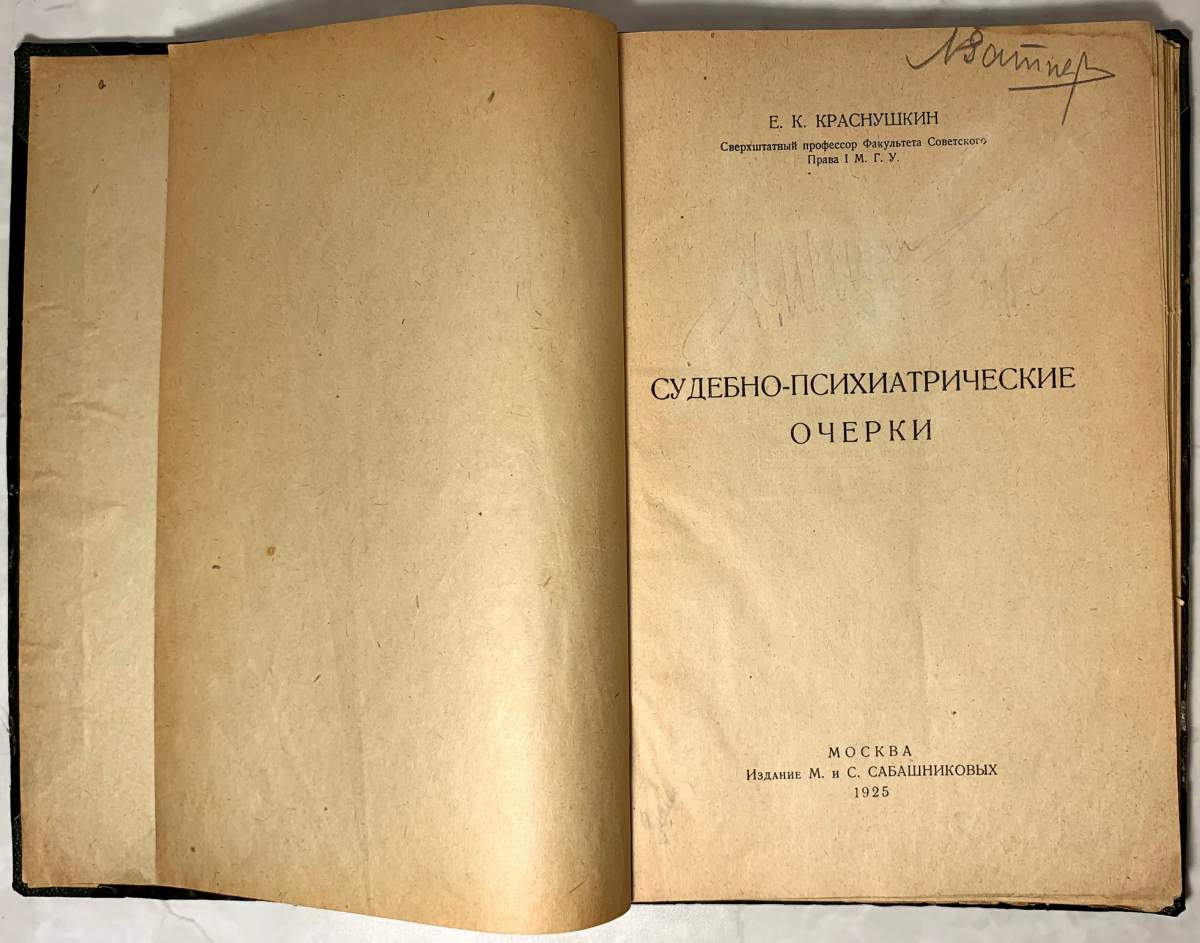 Е. К. КРАСНУШКИН
Сверхштатный профессор Факультета Советского
Права I М. Г. У.
СУДЕБНО-ПСИХИАТРИЧЕСКИЕ
ОЧЕРКИ
МОСКВА
Издание М. и С. САБАШНИКОВЫХ
1925